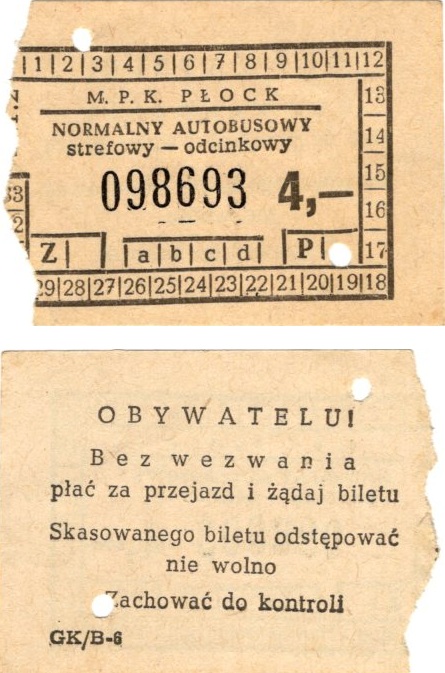 |1|2|3|4|5|6|7|8|9|10|11|12
M. P. K. PŁOCK
13
NORMALNY AUTOBUSOWY
14
strefowy — odcinkowy
15
098693 4,—
16
Z| |a|b|c|d| |P|
17
29|28|27|26|25|24|23|22|21|20|19|18
OBYWATELU!
Bez wezwania
płać za przejazd i żądaj biletu
Skasowanego biletu odstępować
nie wolno
Zachować do kontroli
GK/B-6